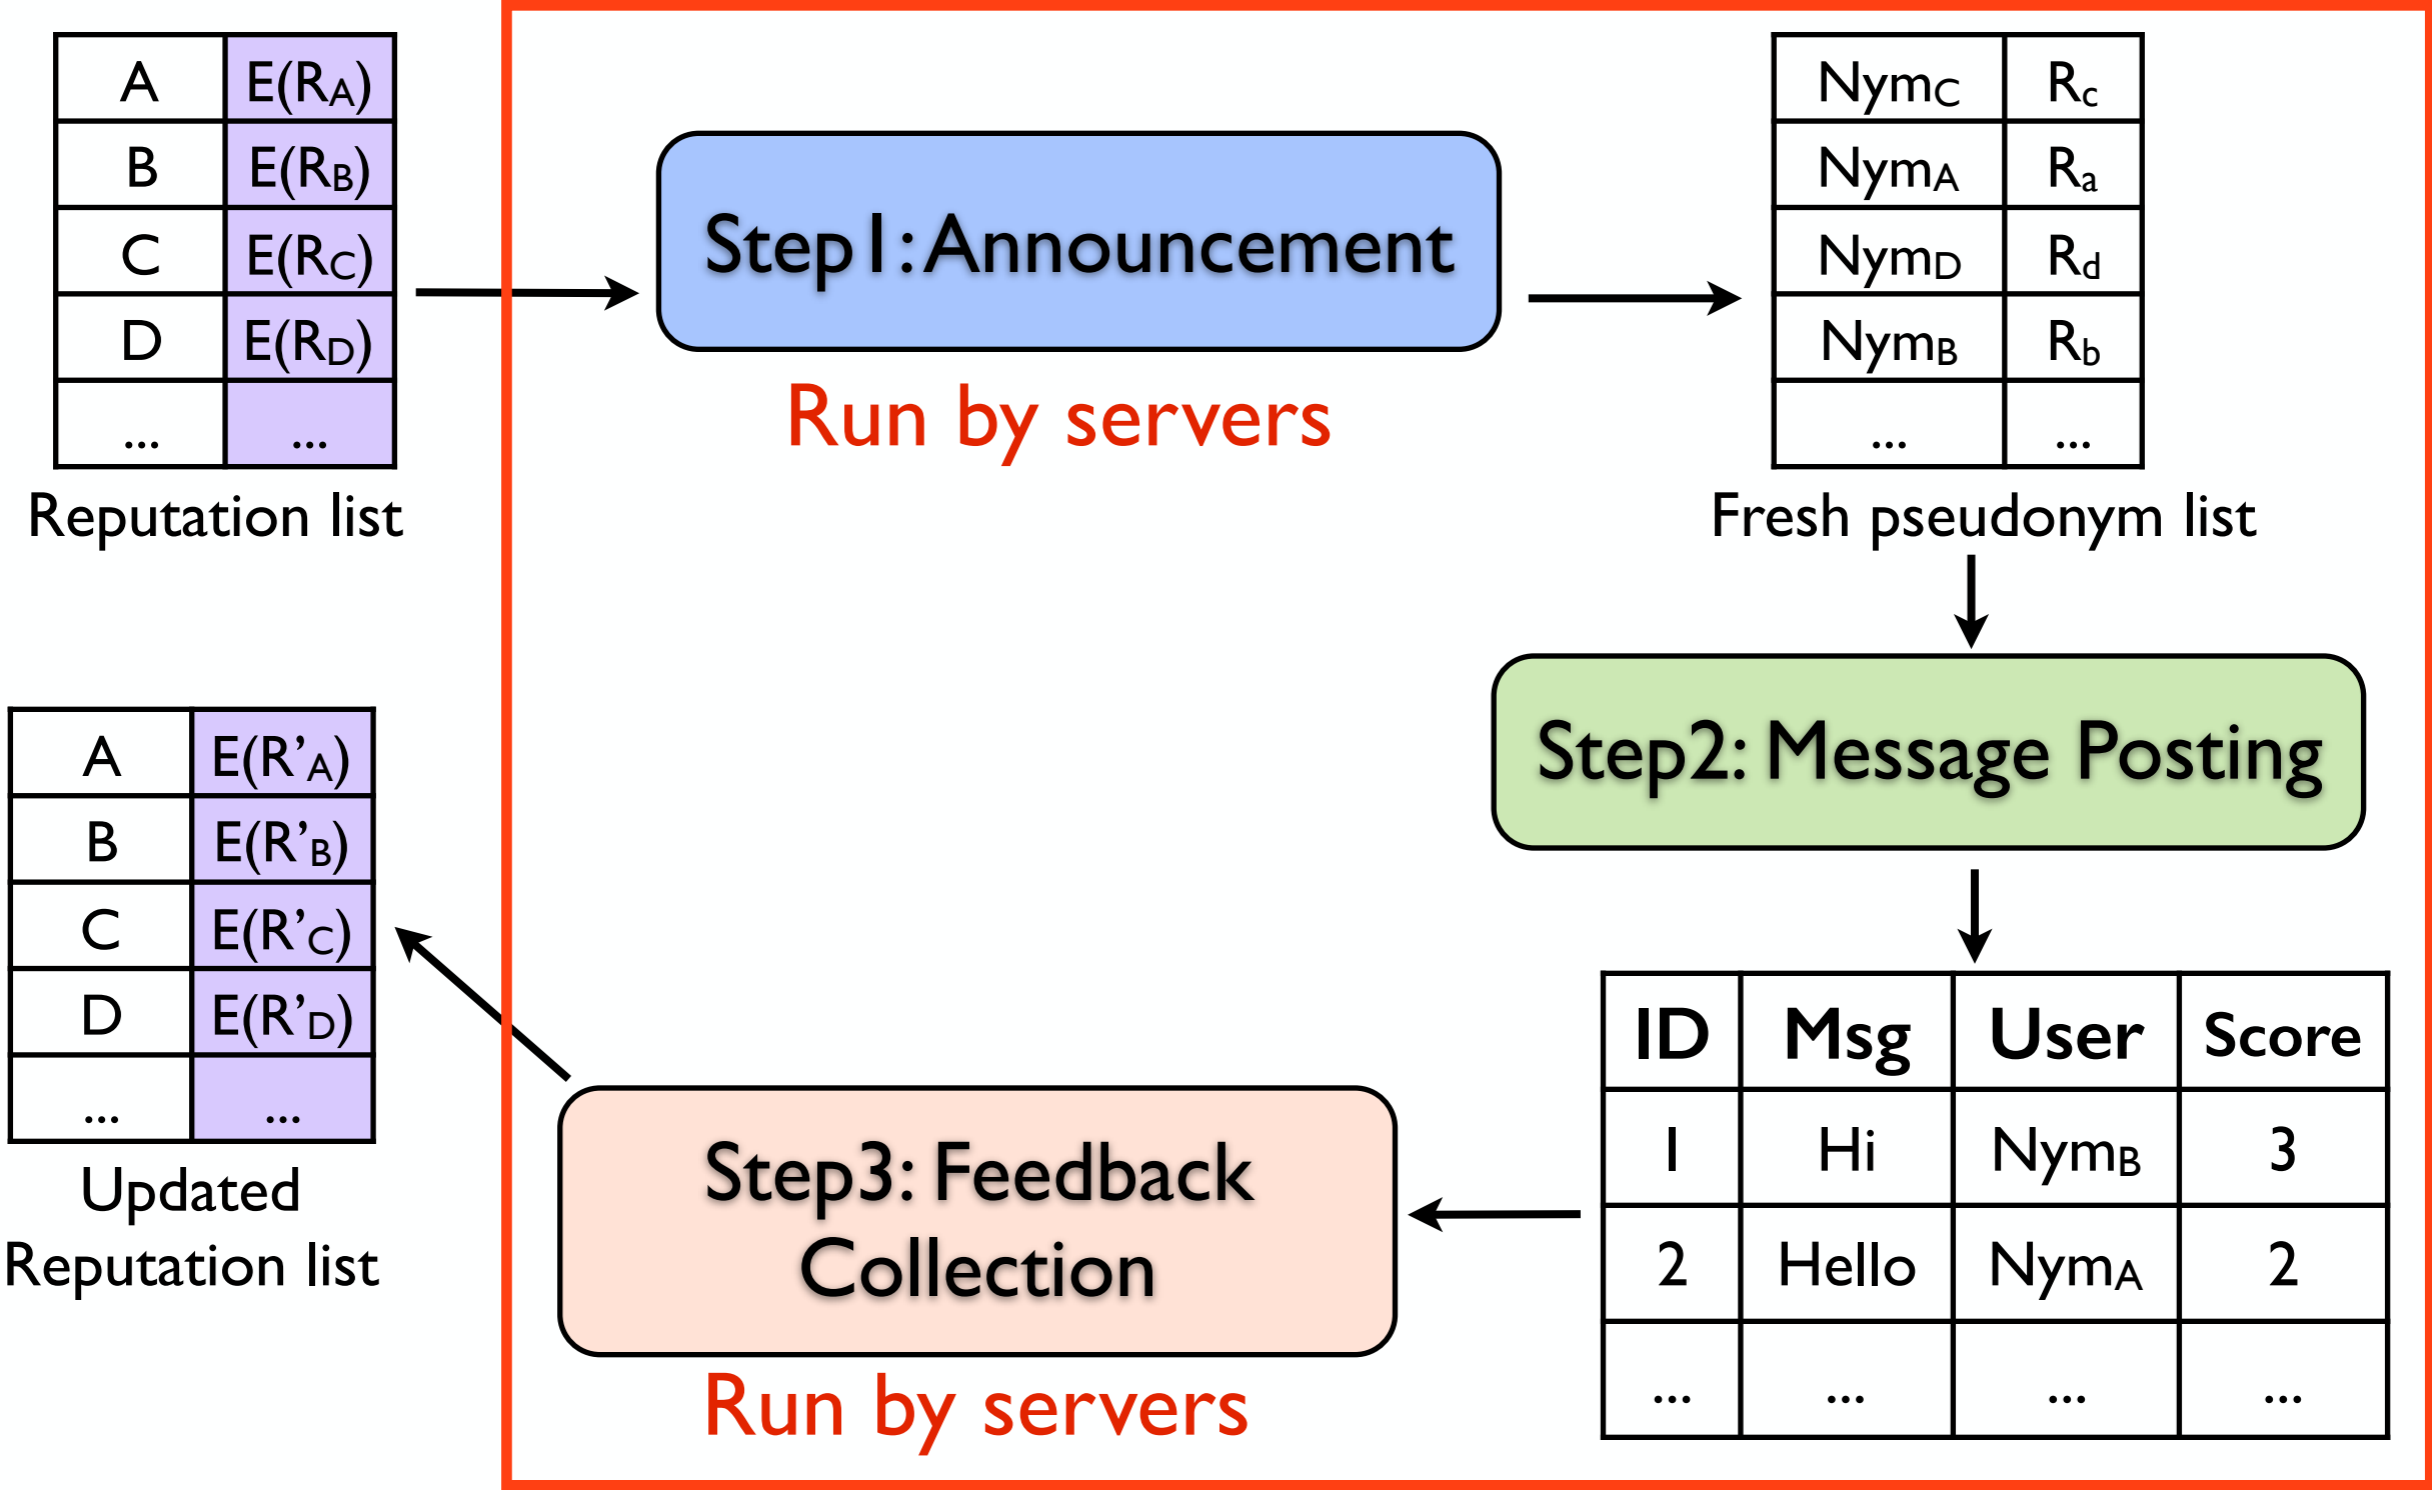 A E(RA)
B E(RB)
C E(RC)
D E(RD)
... ...
Reputation list
Step1: Announcement
Run by servers
NymC Rc
NymA Ra
NymD Rd
NymB Rb
... ...
Fresh pseudonym list
Step2: Message Posting
ID Msg User Score
1 Hi NymB 3
2 Hello NymA 2
... ... ... ...
Step3: Feedback
Collection
Run by servers
A E(R’A)
B E(R’B)
C E(R’C)
D E(R’D)
... ...
Updated
Reputation list